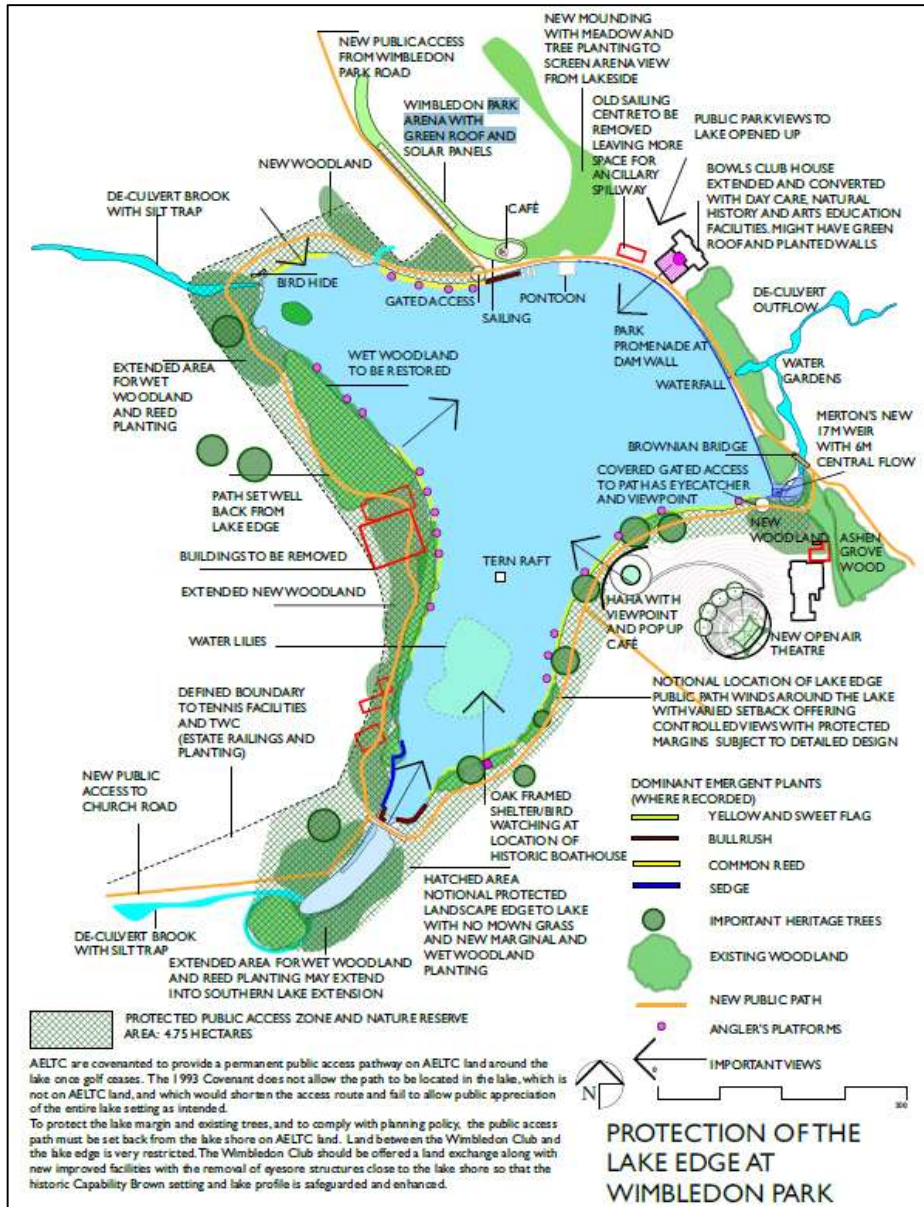 NEW PUBLIC ACCESS
FROM WIMBLEDON
PARK ROAD
NEW MOUNDING
WITH MEADOW AND
TREE PLANTING TO
SCREEN ARENA VIEW
FROM LAKESIDE
WIMBLEDON PARK
ARENA WITH
GREEN ROOF AND
SOLAR PANELS
OLD SAILING
CENTRE TO BE
REMOVED
LEAVING MORE
SPACE FOR
ANCILLARY
SPILLWAY
PUBLIC PARK VIEWS TO
LAKE OPENED UP
BOWLS CLUB HOUSE
EXTENDED AND CONVERTED
WITH DAY CARE, NATURAL
HISTORY AND ARTS EDUCATION
FACILITIES. MIGHT HAVE GREEN
ROOF AND PLANTED WALLS
NEW WOODLAND
DE-CULVERT BROOK
WITH SILT TRAP
CAFÉ
BIRD HIDE
GATED ACCESS
SAILING
PONTOON
DE-CULVERT
OUTFLOW
PARK
PROMENADE AT
DAM WALL
WATER
GARDENS
WATERFALL
EXTENDED AREA
FOR WET
WOODLAND
AND REED
PLANTING
WET WOODLAND
TO BE RESTORED
MERTON'S NEW
17M WEIR
WITH 6M
CENTRAL FLOW
BROWNIAN BRIDGE
COVERED GATED ACCESS
TO PATH AS EYECATCHER
AND VIEWPOINT
PATH SET WELL
BACK FROM
LAKE EDGE
NEW
WOODLAND
ASHEN
GROVE
WOOD
BUILDINGS TO BE REMOVED
TERN RAFT
EXTENDED NEW WOODLAND
HAHA WITH
VIEWPOINT
AND POP UP
CAFÉ
NEW OPEN AIR
THEATRE
WATER LILIES
NOTIONAL LOCATION OF LAKE EDGE
PUBLIC PATH WINDS AROUND THE LAKE
WITH VARIED SETBACK OFFERING
CONTROLLED VIEWS WITH PROTECTED
MARGINS SUBJECT TO DETAILED DESIGN
DEFINED BOUNDARY
TO TENNIS FACILITIES
AND TWC
(ESTATE RAILINGS AND
PLANTING)
NEW PUBLIC
ACCESS TO
CHURCH ROAD
OAK FRAMED
SHELTER/BIRD
WATCHING AT
LOCATION OF
HISTORIC BOATHOUSE
HATCHED AREA
NOTIONAL PROTECTED
LANDSCAPE EDGE TO LAKE
WITH NO MOWN GRASS
AND NEW MARGINAL AND
WET WOODLAND
PLANTING
DE-CULVERT BROOK
WITH SILT TRAP
EXTENDED AREA FOR WET WOODLAND
AND REED PLANTING MAY EXTEND
INTO SOUTHERN LAKE EXTENSION
DOMINANT EMERGENT PLANTS
(WHERE RECORDED)
YELLOW AND SWEET FLAG
BULLRUSH
COMMON REED
SEDGE
IMPORTANT HERITAGE TREES
EXISTING WOODLAND
NEW PUBLIC PATH
ANGLER'S PLATFORMS
IMPORTANT VIEWS
PROTECTED PUBLIC ACCESS ZONE AND NATURE RESERVE
AREA: 4.75 HECTARES
AELTC are covenanted to provide a permanent public access pathway on AELTC land around the
lake once golf ceases. The 1993 Covenant does not allow the path to be located in the lake, which is
not on AELTC land, and which would shorten the access route and fail to allow public appreciation
of the entire lake setting as intended.
To protect the lake margin and existing trees, and to comply with planning policy, the public access
path must be set back from the lake shore on AELTC land. Land between the Wimbledon Club and
the lake edge is very restricted. The Wimbledon Club should be offered a land exchange along with
new improved facilities with the removal of eyesore structures close to the lake shore so that the
historic Capability Brown setting and lake profile is safeguarded and enhanced.
N
0
PROTECTION OF THE
LAKE EDGE AT
WIMBLEDON PARK